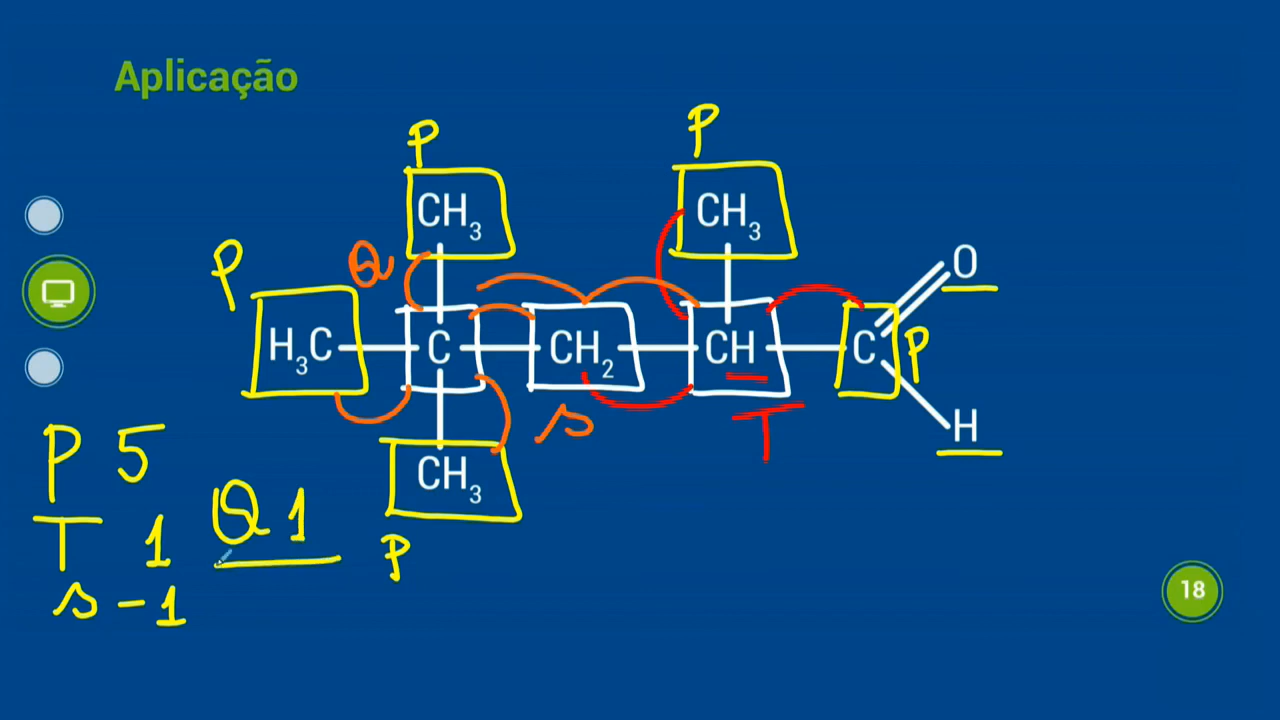 Aplicação
P P
CH₃ CH₃
P Q O
H₃C C CH₂ CH C P
s T H
P 5 CH₃
T 1 Q 1 P
s - 1
18